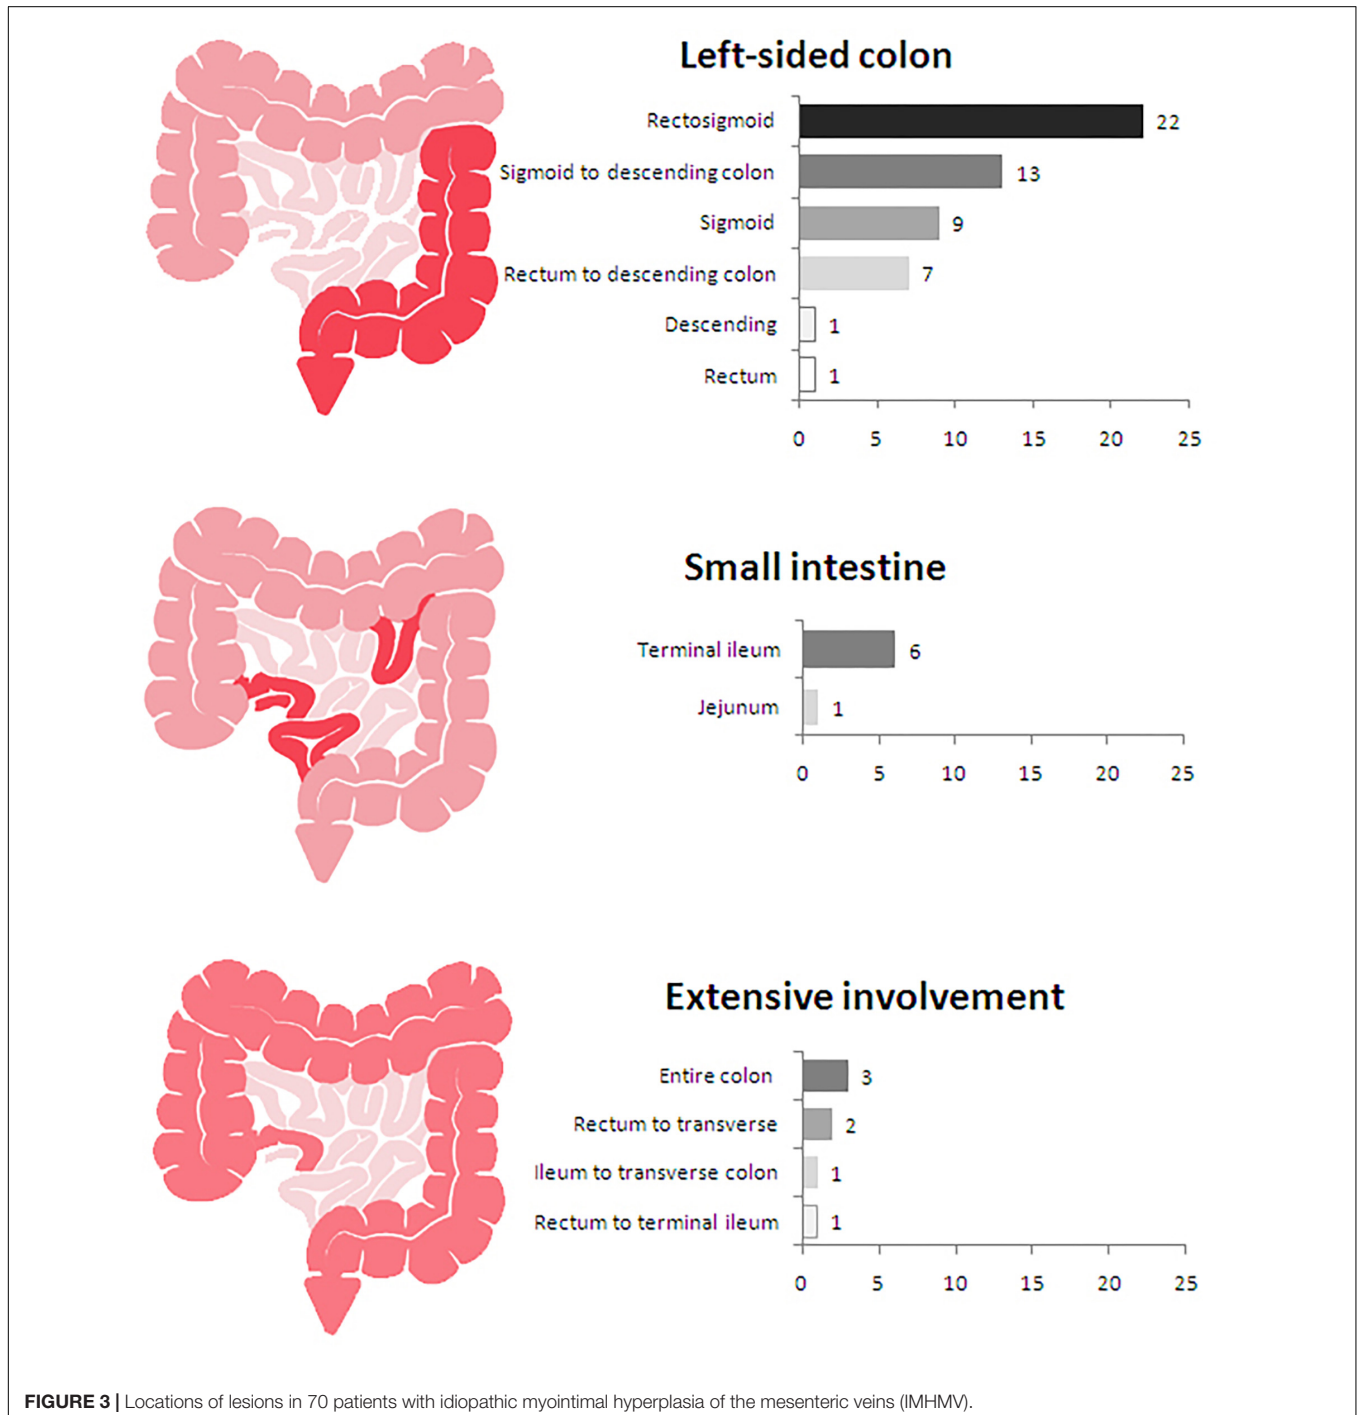 Left-sided colon
Rectosigmoid 22
Sigmoid to descending colon 13
Sigmoid 9
Rectum to descending colon 7
Descending 1
Rectum 1
0 5 10 15 20 25
Small intestine
Terminal ileum 6
Jejunum 1
0 5 10 15 20 25
Extensive involvement
Entire colon 3
Rectum to transverse 2
Ileum to transverse colon 1
Rectum to terminal ileum 1
0 5 10 15 20 25
FIGURE 3 | Locations of lesions in 70 patients with idiopathic myointimal hyperplasia of the mesenteric veins (IMHMV).